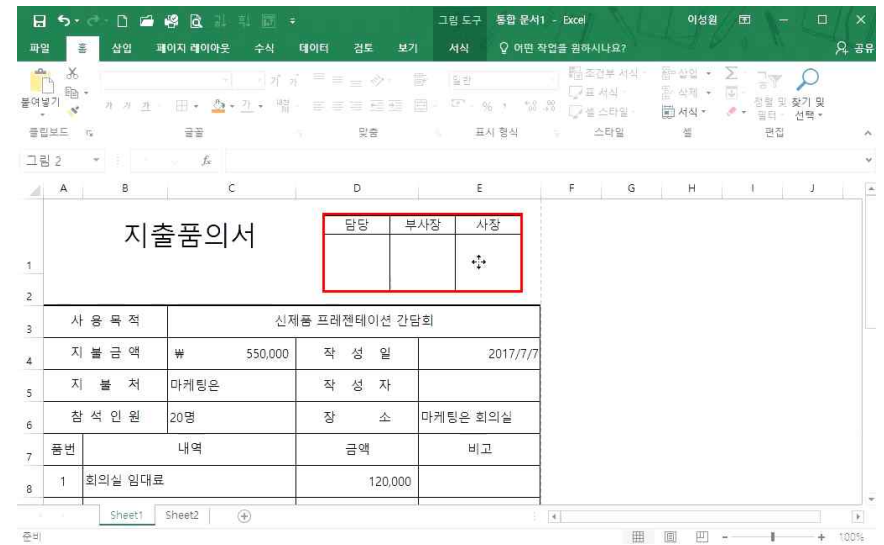 그림 도구 통합 문서1 - Excel 이성원
파일 홈 삽입 페이지 레이아웃 수식 데이터 검토 보기 서식 어떤 작업을 원하시나요? 공유
붙여넣기
가 가 가 가 내천
일반
% ,
조건부 서식
표 서식
셀 스타일
삽입
삭제
서식
정렬 및 필터
찾기 및 선택
클립보드 글꼴 맞춤 표시 형식 스타일 셀 편집
그림 2 fx
A B C D E F G H I J
1 지출품의서 담당 부사장 사장
2
3 사 용 목 적 신제품 프레젠테이션 간담회
4 지 불 금 액 ₩ 550,000 작 성 일 2017/7/7
5 지 불 처 마케팅은 작 성 자
6 참 석 인 원 20명 장 소 마케팅은 회의실
7 품번 내역 금액 비고
8 1 회의실 임대료 120,000
Sheet1 Sheet2
준비 100%